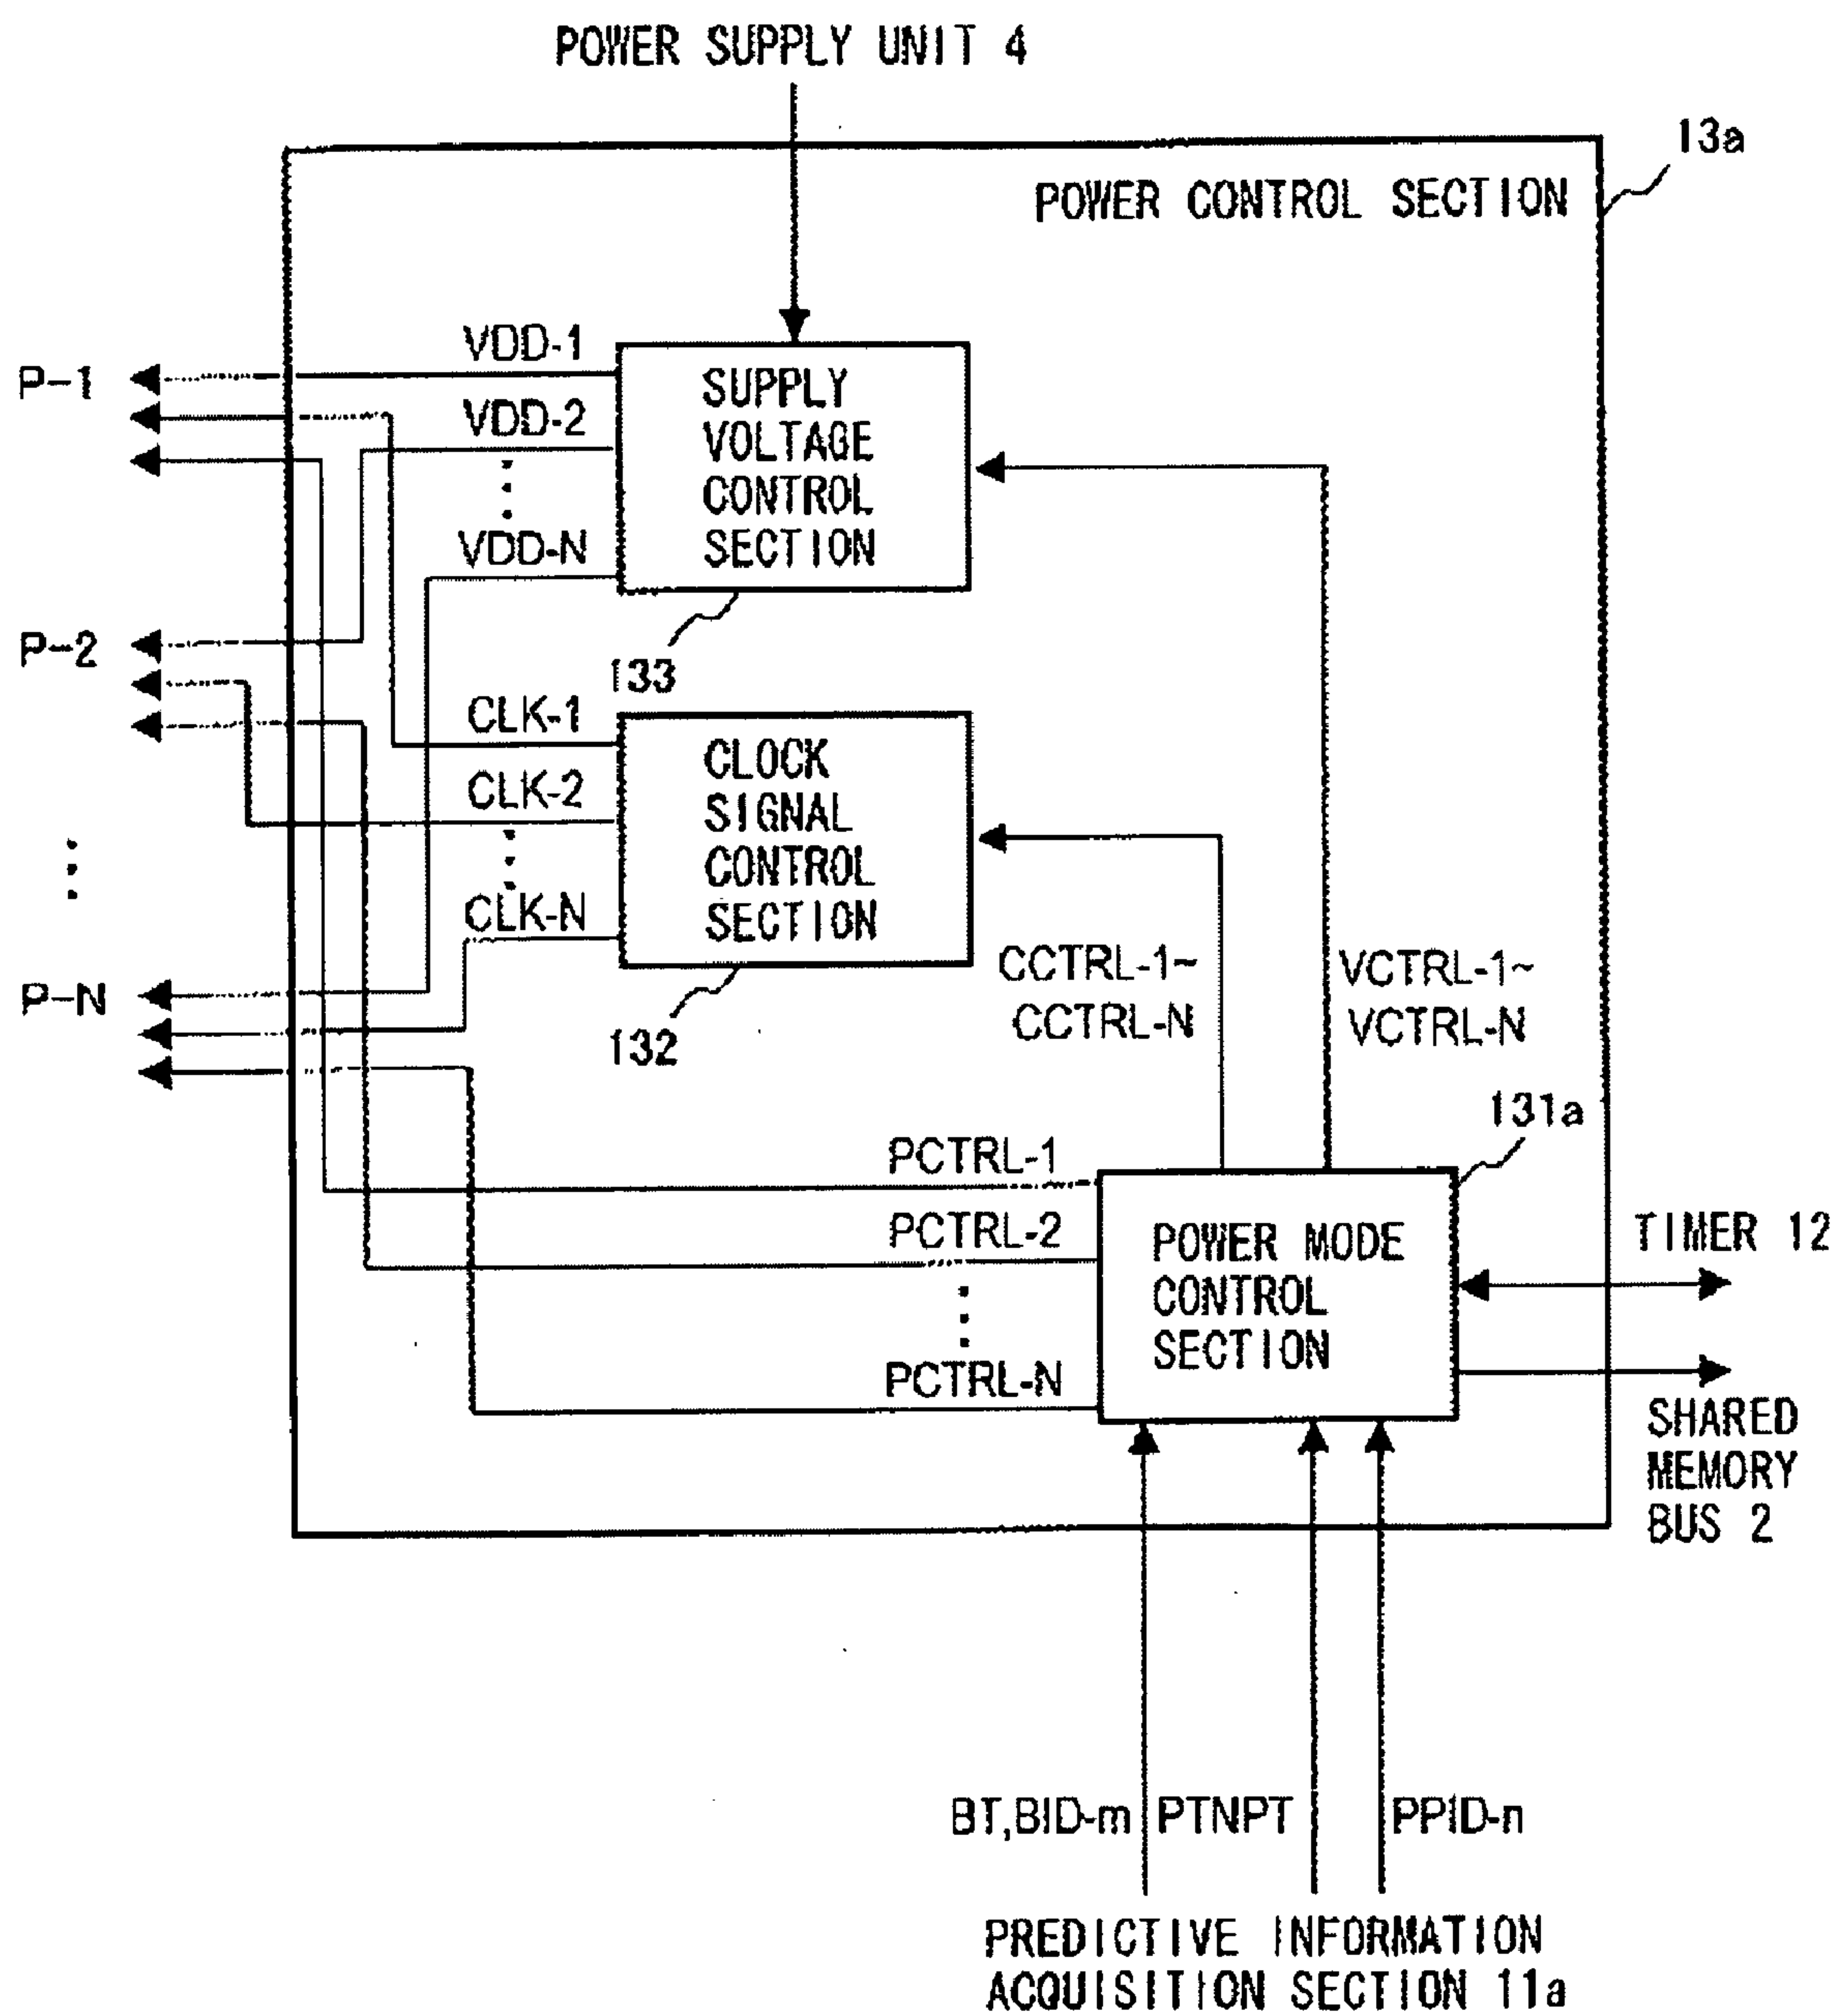 POWER SUPPLY UNIT 4
13a
POWER CONTROL SECTION
P-1
VDD-1
VDD-2
VDD-N
SUPPLY
VOLTAGE
CONTROL
SECTION
133
P-2
CLK-1
CLK-2
CLK-N
CLOCK
SIGNAL
CONTROL
SECTION
132
P-N
CCTRL-1~
CCTRL-N
VCTRL-1~
VCTRL-N
131a
PCTRL-1
PCTRL-2
PCTRL-N
POWER MODE
CONTROL
SECTION
TIMER 12
SHARED
MEMORY
BUS 2
BT,BID-m
PTNPT
PPID-n
PREDICTIVE INFORMATION
ACQUISITION SECTION 11a